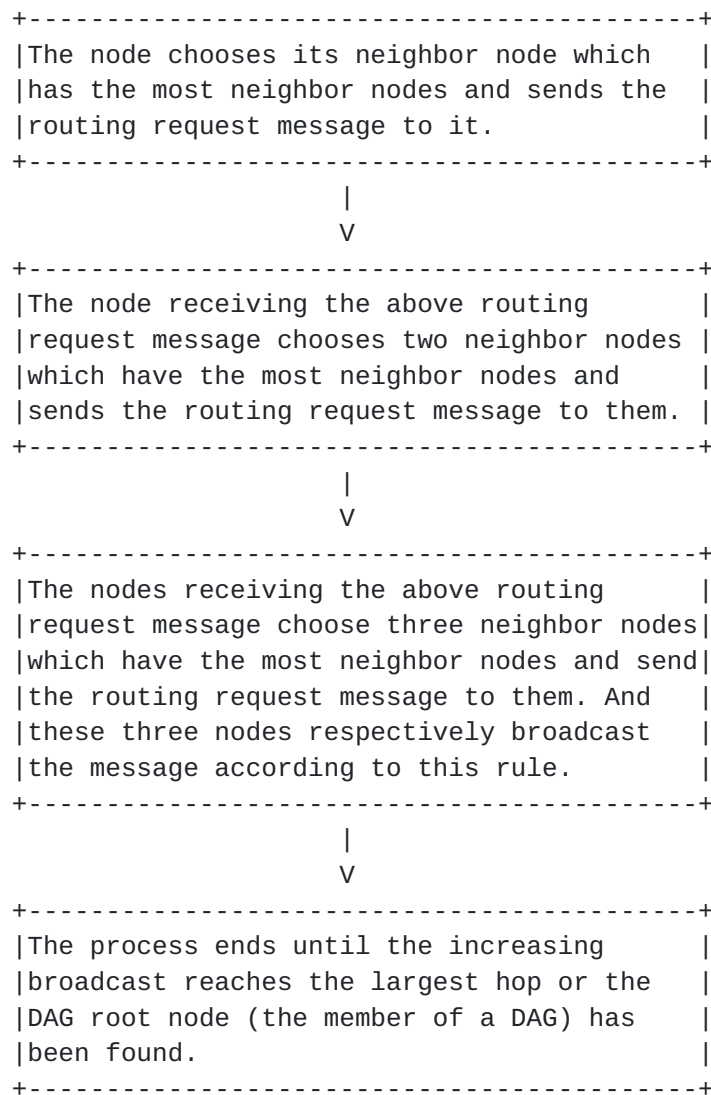 +-------------------------------------------+
|The node chooses its neighbor node which   |
|has the most neighbor nodes and sends the  |
|routing request message to it.             |
+-------------------------------------------+
                     |
                     V
+-------------------------------------------+
|The node receiving the above routing       |
|request message chooses two neighbor nodes |
|which have the most neighbor nodes and     |
|sends the routing request message to them. |
+-------------------------------------------+
                     |
                     V
+-------------------------------------------+
|The nodes receiving the above routing      |
|request message choose three neighbor nodes|
|which have the most neighbor nodes and send|
|the routing request message to them. And   |
|these three nodes respectively broadcast   |
|the message according to this rule.        |
+-------------------------------------------+
                     |
                     V
+-------------------------------------------+
|The process ends until the increasing      |
|broadcast reaches the largest hop or the   |
|DAG root node (the member of a DAG) has    |
|been found.                                |
+-------------------------------------------+